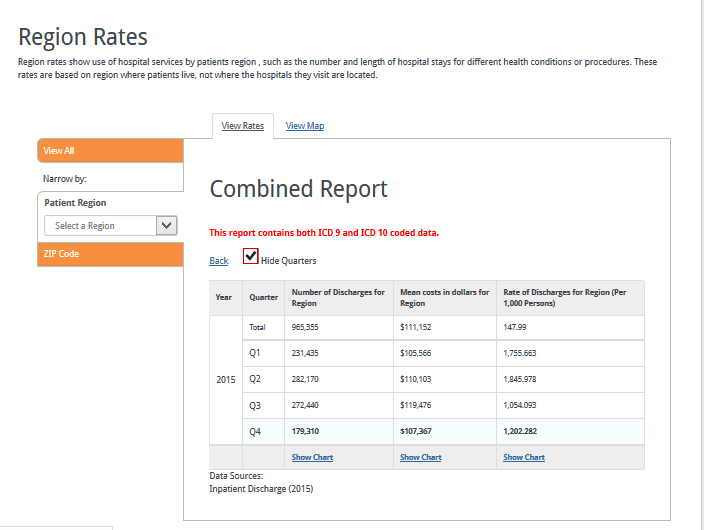 Region Rates
Region rates show use of hospital services by patients region , such as the number and length of hospital stays for different health conditions or procedures. These
rates are based on region where patients live, not where the hospitals they visit are located.
View Rates View Map
View All
Narrow by:
Patient Region
Select a Region
ZIP Code
Combined Report
This report contains both ICD 9 and ICD 10 coded data.
Back Hide Quarters
Year Quarter Number of Discharges for Region Mean costs in dollars for Region Rate of Discharges for Region (Per 1,000 Persons)
Total 965,355 $111,152 147.99
Q1 231,435 $105,566 1,755.663
2015 Q2 282,170 $110,103 1,845.978
Q3 272,440 $119,476 1,054.093
Q4 179,310 $107,367 1,202.282
Show Chart Show Chart Show Chart
Data Sources:
Inpatient Discharge (2015)